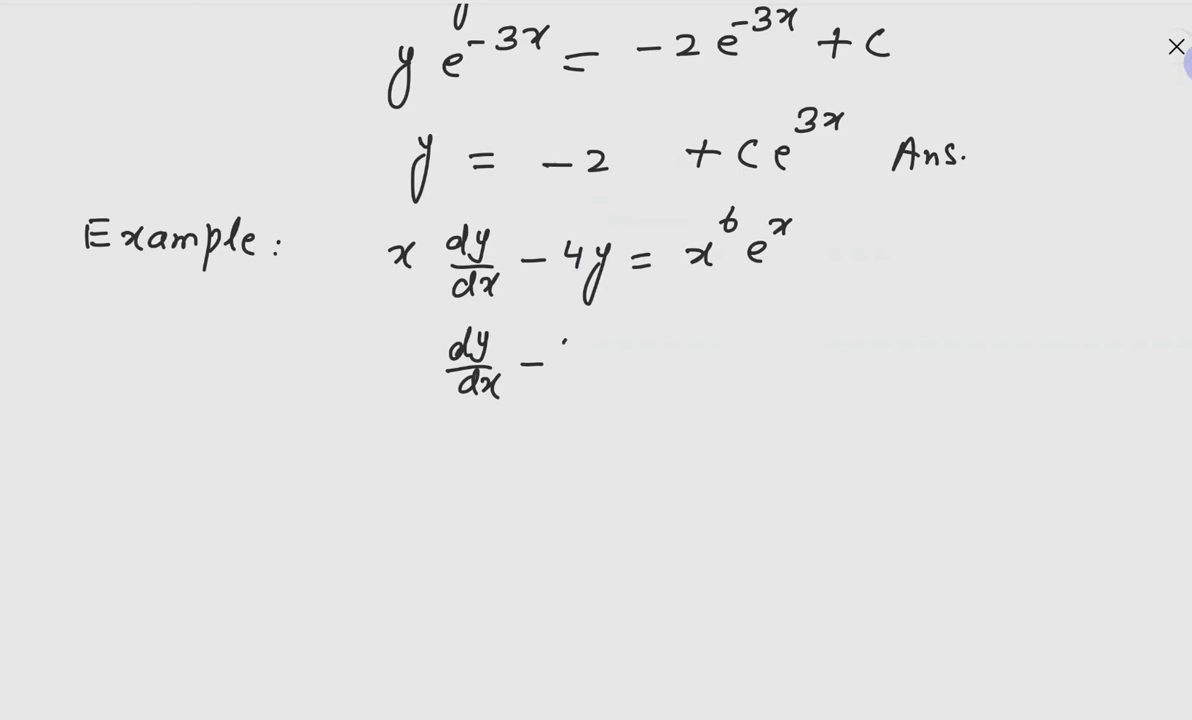 y e^{-3x} = -2 e^{-3x} + c
y = -2 + c e^{3x} Ans.
Example: x dy/dx - 4y = x^6 e^x
dy/dx -